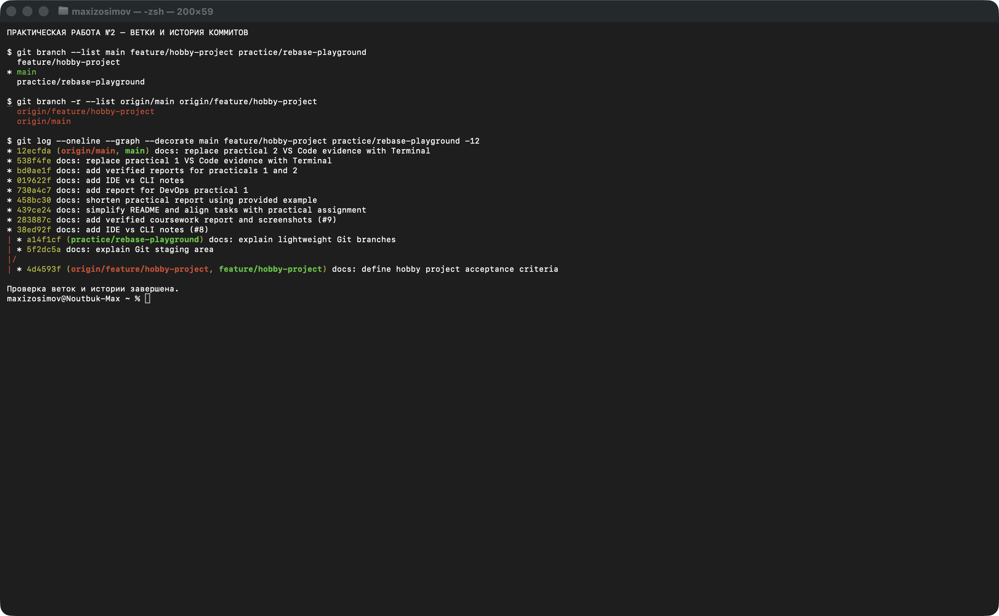 maxizosimov — -zsh — 200×59
ПРАКТИЧЕСКАЯ РАБОТА №2 — ВЕТКИ И ИСТОРИЯ КОММИТОВ
$ git branch --list main feature/hobby-project practice/rebase-playground
  feature/hobby-project
* main
  practice/rebase-playground
$ git branch -r --list origin/main origin/feature/hobby-project
  origin/feature/hobby-project
  origin/main
$ git log --oneline --graph --decorate main feature/hobby-project practice/rebase-playground -12
* 12ecfda (origin/main, main) docs: replace practical 2 VS Code evidence with Terminal
* 538f4fe docs: replace practical 1 VS Code evidence with Terminal
* bd0ae1f docs: add verified reports for practicals 1 and 2
* 019622f docs: add IDE vs CLI notes
* 730a4c7 docs: add report for DevOps practical 1
* 458bc30 docs: shorten practical report using provided example
* 439ce24 docs: simplify README and align tasks with practical assignment
* 283887c docs: add verified coursework report and screenshots (#9)
* 38ed92f docs: add IDE vs CLI notes (#8)
| * a14f1cf (practice/rebase-playground) docs: explain lightweight Git branches
| * 5f2dc5a docs: explain Git staging area
|/
| * 4d4593f (origin/feature/hobby-project, feature/hobby-project) docs: define hobby project acceptance criteria
Проверка веток и истории завершена.
maxizosimov@Noutbuk-Max ~ %